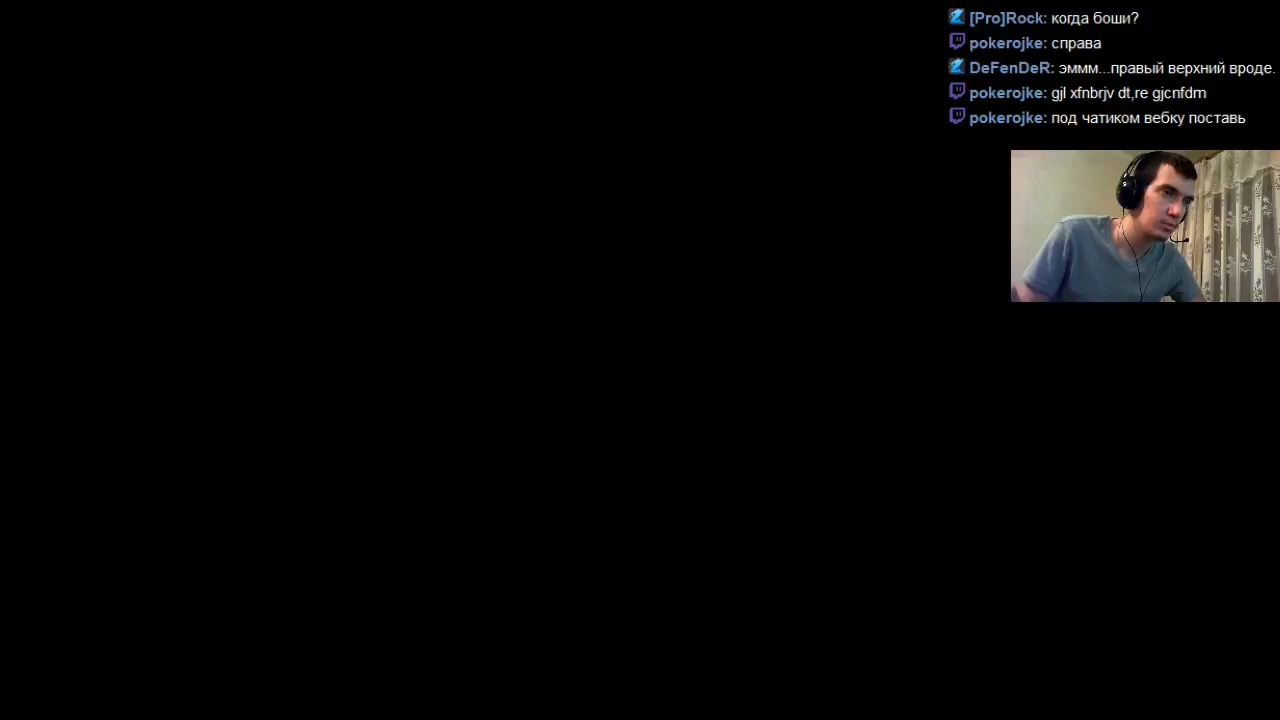 [Pro]Rock: когда боши?
pokerojke: справа
DeFenDeR: эммм...правый верхний вроде.
pokerojke: gjl xfnbrjv dt,re gjcnfdm
pokerojke: под чатиком вебку поставь